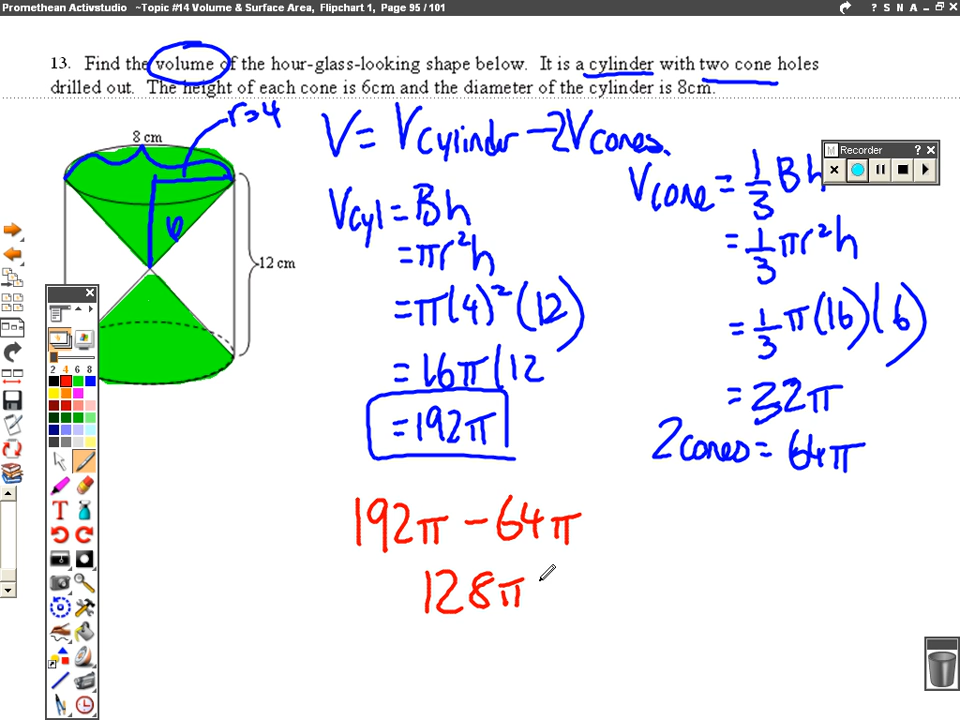 Promethean Activstudio ~Topic #14 Volume & Surface Area, Flipchart 1, Page 95 / 101
? S N A
13. Find the volume of the hour-glass-looking shape below. It is a cylinder with two cone holes
drilled out. The height of each cone is 6cm and the diameter of the cylinder is 8cm.
r=4
8 cm
6
12 cm
V = Vcylinder - 2Vcones.
Vcyl = Bh
= πr²h
= π(4)²(12)
= 16π(12
= 192π
Recorder ? ×
Vcone = 1/3 Bh
= 1/3 πr²h
= 1/3 π(16)(6)
= 32π
2cones = 64π
192π - 64π
128π
2 4 6 8
T